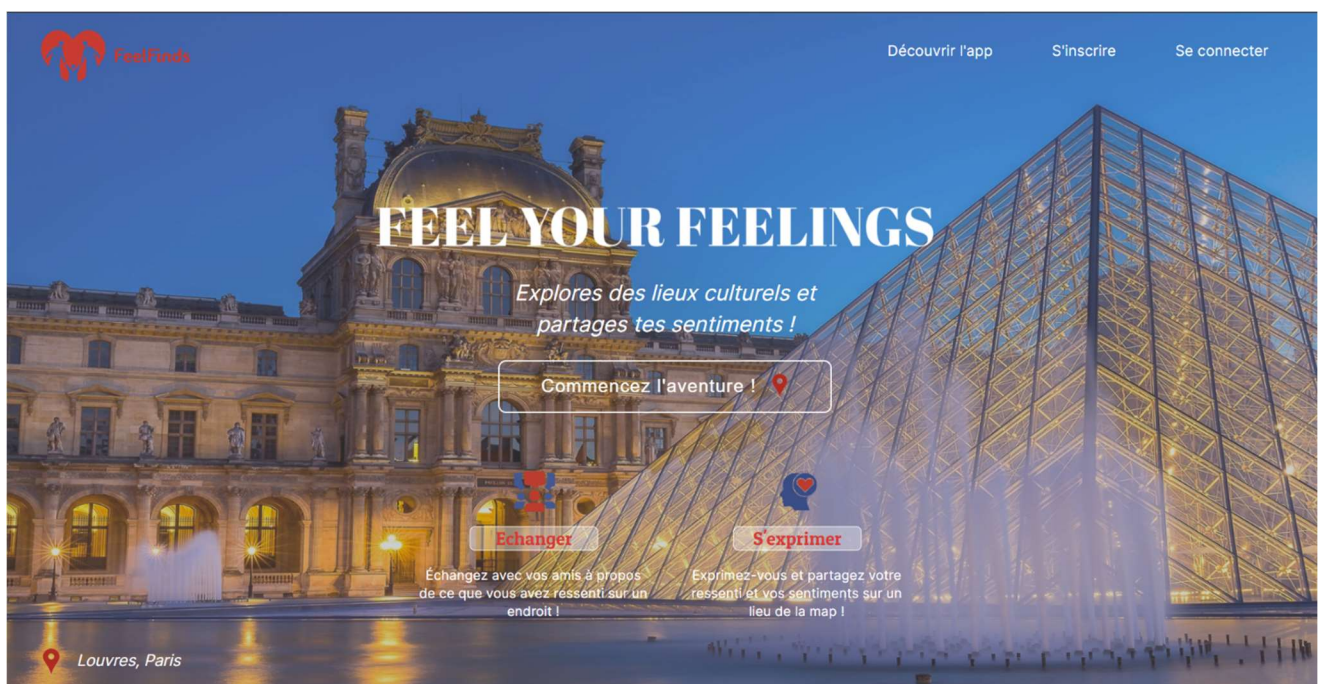 FeelFinds
Découvrir l'app
S'inscrire
Se connecter
FEEL YOUR FEELINGS
Explores des lieux culturels et
partages tes sentiments !
Commencez l'aventure !
Echanger
Échangez avec vos amis à propos
de ce que vous avez ressenti sur un
endroit !
S'exprimer
Exprimez-vous et partagez votre
ressenti et vos sentiments sur un
lieu de la map !
Louvres, Paris